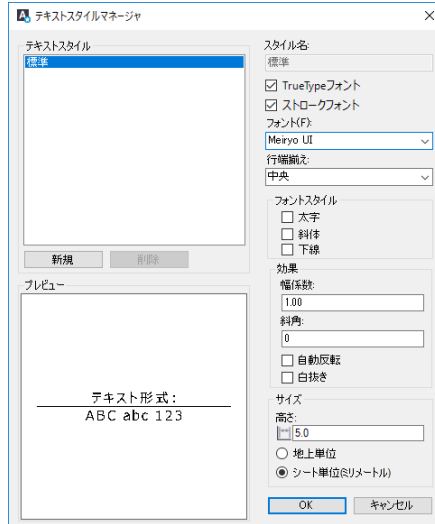 テキストスタイルマネージャ
テキストスタイル
標準
新規
削除
プレビュー
テキスト形式:
ABC abc 123
スタイル名:
標準
TrueTypeフォント
ストロークフォント
フォント(F):
Meiryo UI
行端揃え:
中央
フォントスタイル
太字
斜体
下線
効果
幅係数:
1.00
斜角:
0
自動反転
白抜き
サイズ
高さ:
5.0
地上単位
シート単位(ミリメートル)
OK
キャンセル